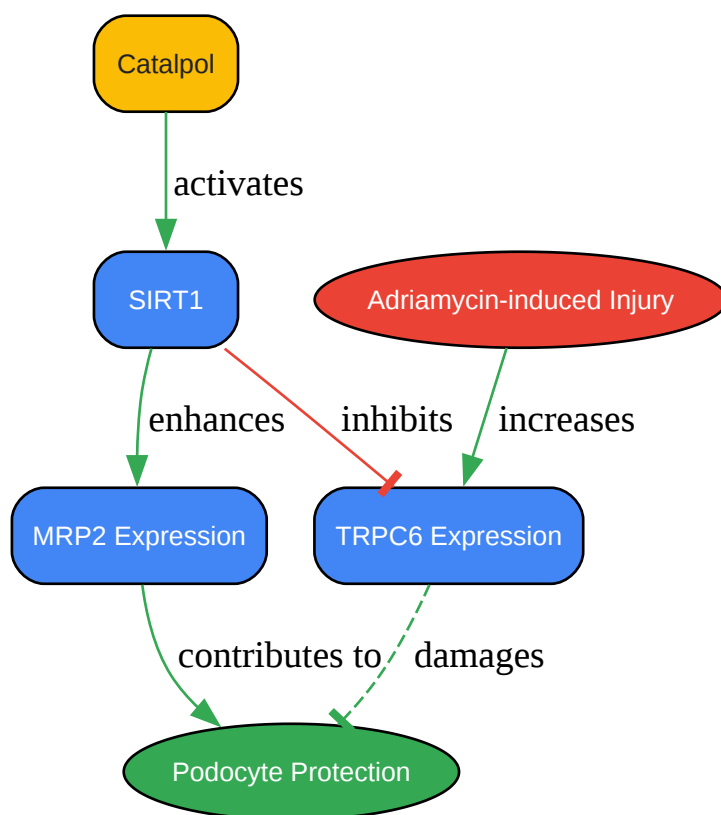 Catalpol
activates
SIRT1
Adriamycin-induced Injury
enhances
inhibits
increases
MRP2 Expression
TRPC6 Expression
contributes to
damages
Podocyte Protection